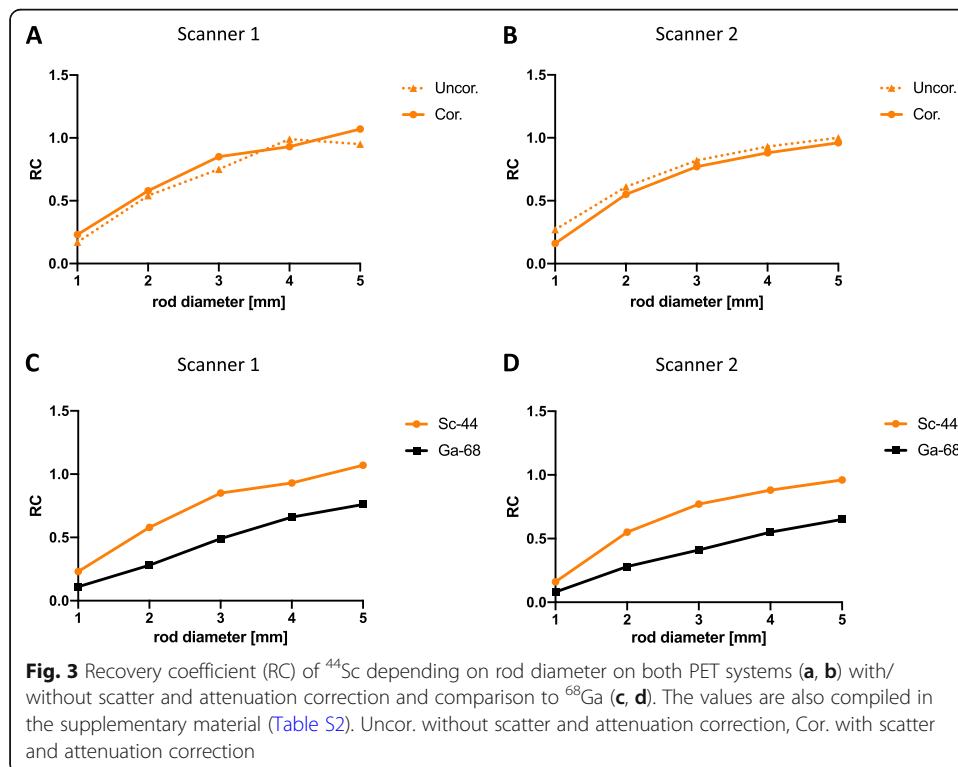 A
Scanner 1
1.5
1.0
0.5
0.0
RC
1 2 3 4 5
rod diameter [mm]
Uncor.
Cor.
B
Scanner 2
1.5
1.0
0.5
0.0
RC
1 2 3 4 5
rod diameter [mm]
Uncor.
Cor.
C
Scanner 1
1.5
1.0
0.5
0.0
RC
1 2 3 4 5
rod diameter [mm]
Sc-44
Ga-68
D
Scanner 2
1.5
1.0
0.5
0.0
RC
1 2 3 4 5
rod diameter [mm]
Sc-44
Ga-68
Fig. 3 Recovery coefficient (RC) of ⁴⁴Sc depending on rod diameter on both PET systems (a, b) with/
without scatter and attenuation correction and comparison to ⁶⁸Ga (c, d). The values are also compiled in
the supplementary material (Table S2). Uncor. without scatter and attenuation correction, Cor. with scatter
and attenuation correction